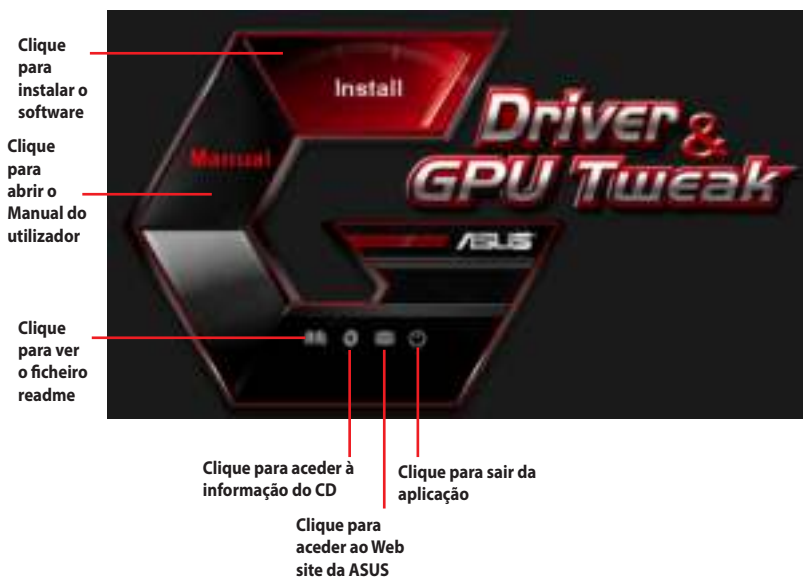 Clique
para
instalar o
software
Clique
para
abrir o
Manual do
utilizador
Clique
para ver
o ficheiro
readme
Install
Manual
Driver &
GPU Tweak
ASUS
Clique para aceder à
informação do CD
Clique para sair da
aplicação
Clique para
aceder ao Web
site da ASUS